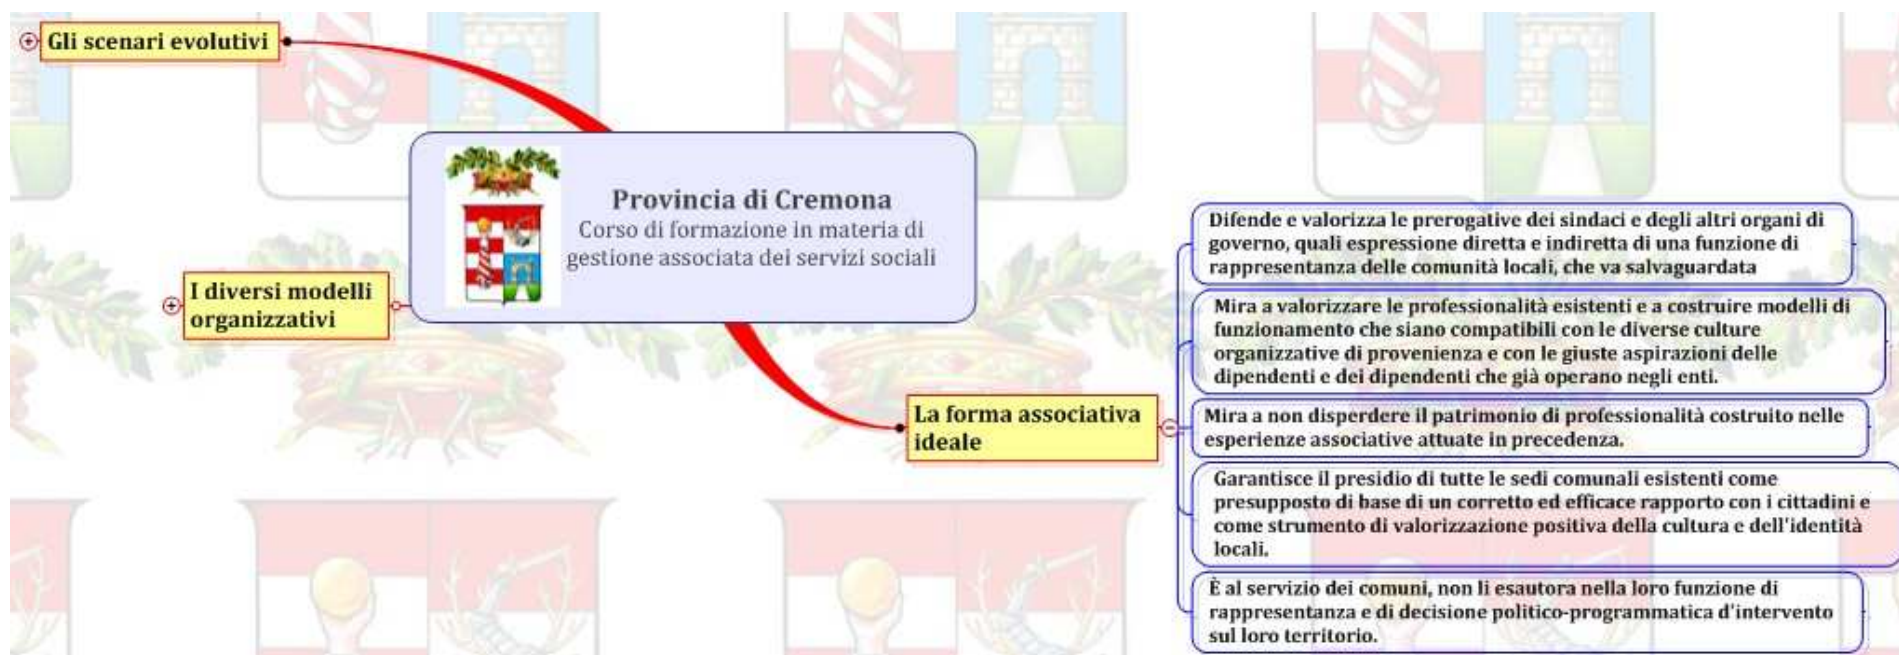 Gli scenari evolutivi
Provincia di Cremona
Corso di formazione in materia di
gestione associata dei servizi sociali
I diversi modelli
organizzativi
La forma associativa
ideale
Difende e valorizza le prerogative dei sindaci e degli altri organi di
governo, quali espressione diretta e indiretta di una funzione di
rappresentanza delle comunità locali, che va salvaguardata
Mira a valorizzare le professionalità esistenti e a costruire modelli di
funzionamento che siano compatibili con le diverse culture
organizzative di provenienza e con le giuste aspirazioni delle
dipendenti e dei dipendenti che già operano negli enti.
Mira a non disperdere il patrimonio di professionalità costruito nelle
esperienze associative attuate in precedenza.
Garantisce il presidio di tutte le sedi comunali esistenti come
presupposto di base di un corretto ed efficace rapporto con i cittadini e
come strumento di valorizzazione positiva della cultura e dell'identità
locali.
È al servizio dei comuni, non li esautora nella loro funzione di
rappresentanza e di decisione politico-programmatica d'intervento
sul loro territorio.